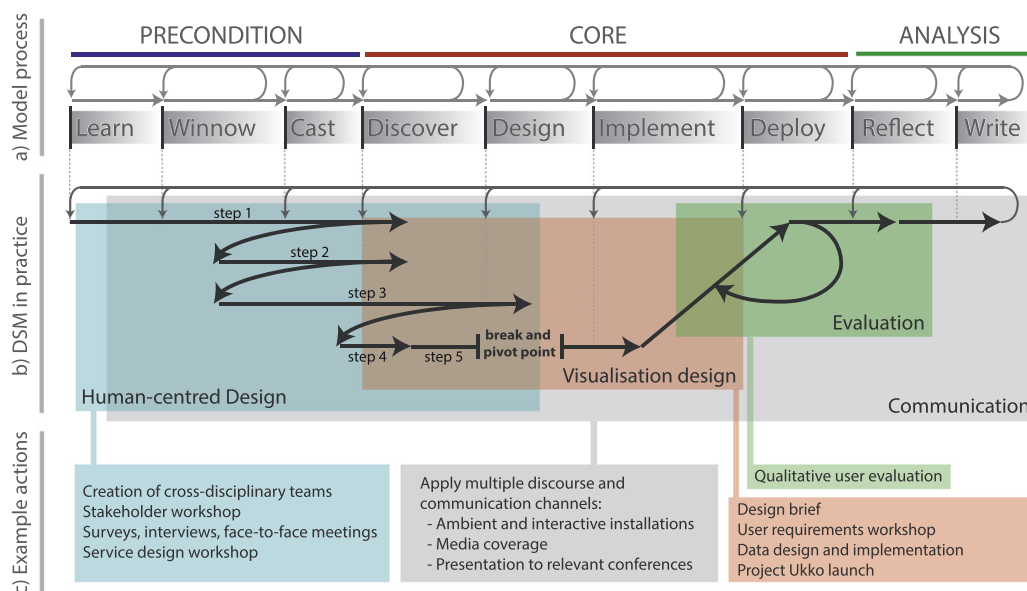 PRECONDITION
CORE
ANALYSIS
a) Model process
Learn
Winnow
Cast
Discover
Design
Implement
Deploy
Reflect
Write
b) DSM in practice
step 1
step 2
step 3
step 4
step 5
break and
pivot point
Evaluation
Visualisation design
Human-centred Design
Communication
c) Example actions
Creation of cross-disciplinary teams
Stakeholder workshop
Surveys, interviews, face-to-face meetings
Service design workshop
Apply multiple discourse and
communication channels:
- Ambient and interactive installations
- Media coverage
- Presentation to relevant conferences
Qualitative user evaluation
Design brief
User requirements workshop
Data design and implementation
Project Ukko launch